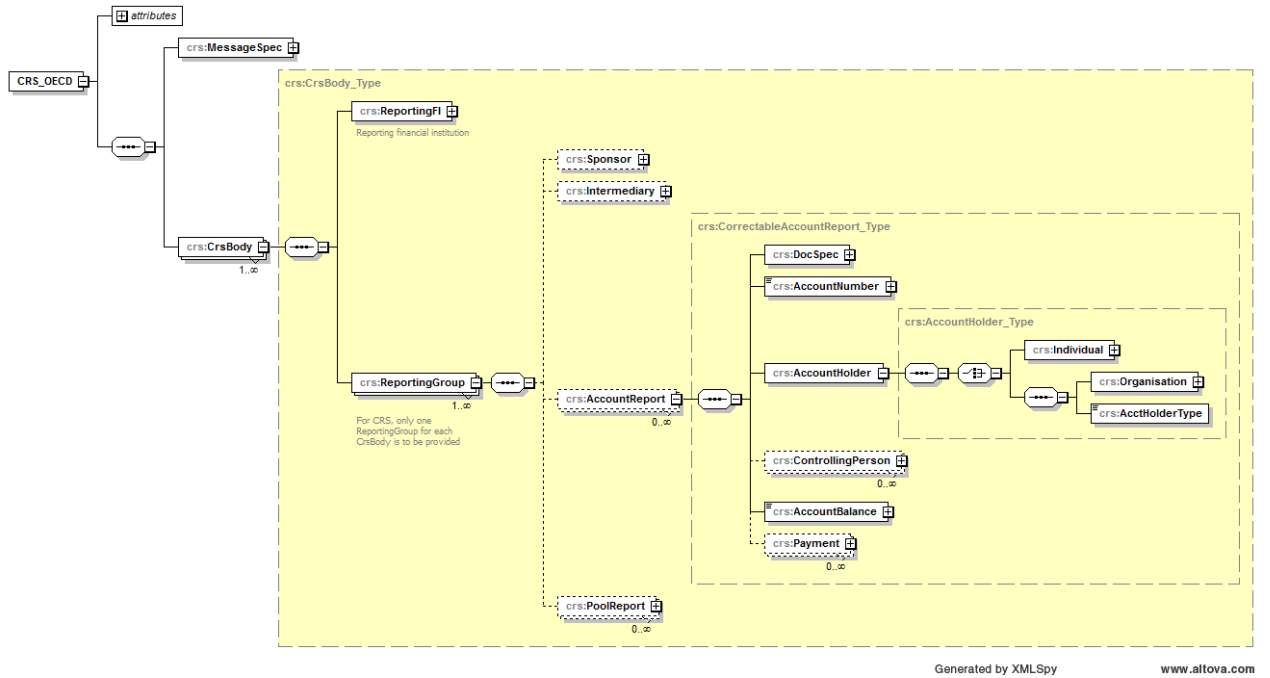 attributes
crs:MessageSpec
CRS_OECD
crs:CrsBody_Type
crs:ReportingFI
Reporting financial institution
crs:Sponsor
crs:Intermediary
crs:CorrectableAccountReport_Type
crs:CrsBody
1..∞
crs:DocSpec
crs:AccountNumber
crs:AccountHolder_Type
crs:Individual
crs:AccountHolder
crs:Organisation
crs:ReportingGroup
1..∞
crs:AccountReport
0..∞
crs:AcctHolderType
For CRS, only one
ReportingGroup for each
CrsBody is to be provided
crs:ControllingPerson
0..∞
crs:AccountBalance
crs:Payment
0..∞
crs:PoolReport
0..∞
Generated by XMLSpy
www.altova.com